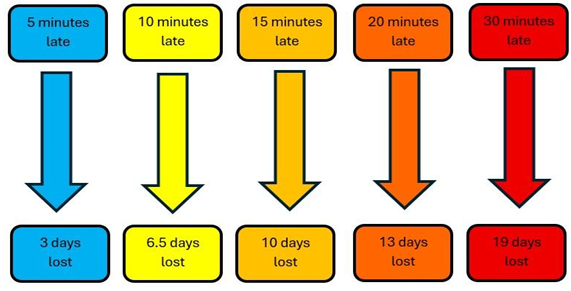 5 minutes
late
10 minutes
late
15 minutes
late
20 minutes
late
30 minutes
late
3 days
lost
6.5 days
lost
10 days
lost
13 days
lost
19 days
lost